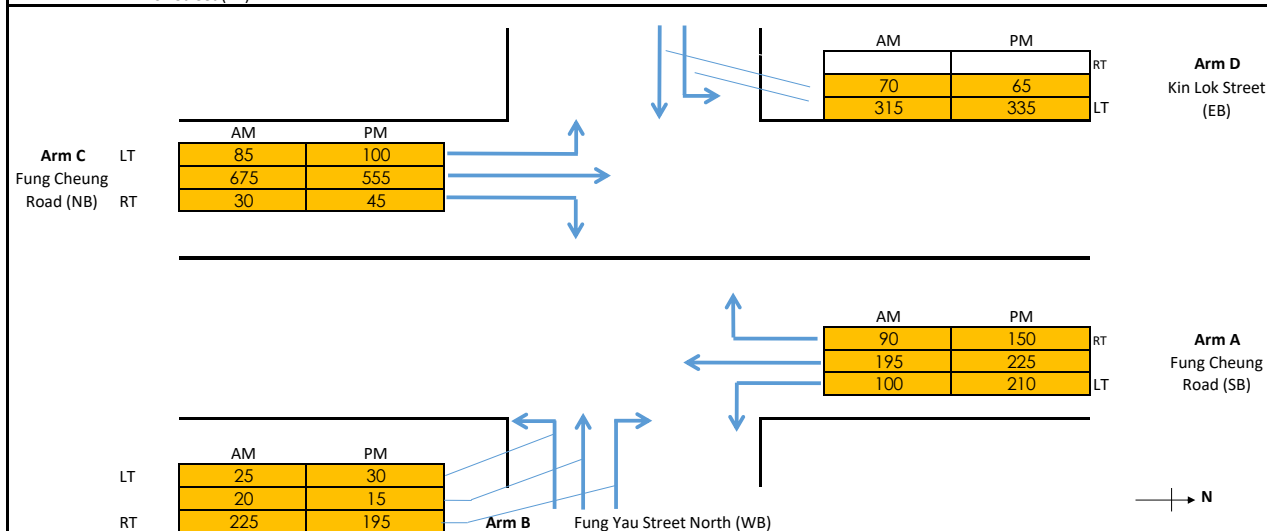 AM PM
RT
70 65
315 335 LT
Arm D
Kin Lok Street
(EB)
AM PM
Arm C
Fung Cheung
Road (NB)
LT 85 100
675 555
RT 30 45
AM PM
90 150 RT
195 225
100 210 LT
Arm A
Fung Cheung
Road (SB)
AM PM
LT 25 30
20 15
RT 225 195
Arm B Fung Yau Street North (WB)
N